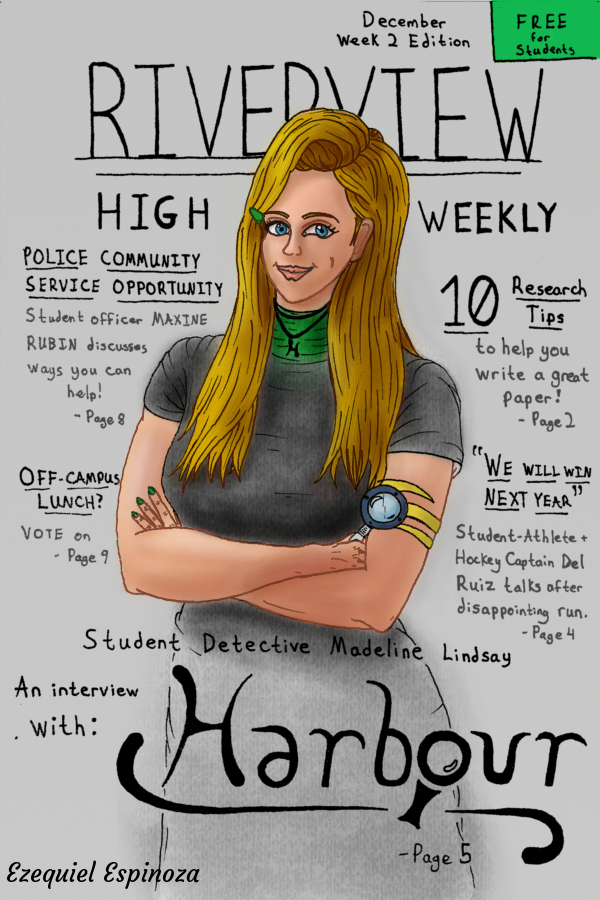 December
Week 2 Edition
FREE
for
Students
RIVERVIEW
HIGH WEEKLY
POLICE COMMUNITY
SERVICE OPPORTUNITY
Student officer MAXINE
RUBIN discusses
ways you can
help!
- Page 8
10 Research
Tips
to help you
write a great
paper!
- Page 2
OFF-CAMPUS
LUNCH?
VOTE on
- Page 9
"WE WILL WIN
NEXT YEAR"
Student-Athlete +
Hockey Captain Del
Ruiz talks after
disappointing run.
- Page 4
H
Student Detective Madeline Lindsay
An interview
with:
Harbour
- Page 5
Ezequiel Espinoza